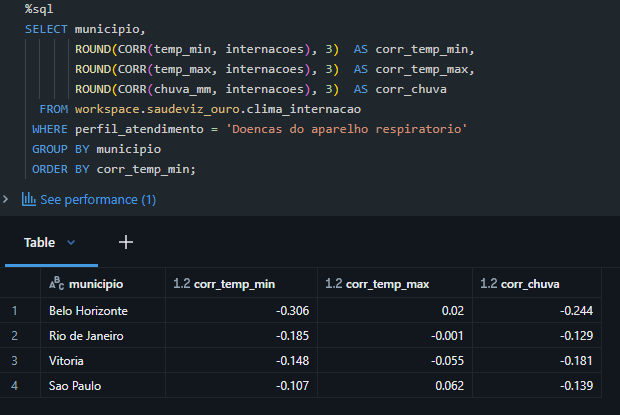 %sql
SELECT municipio,
ROUND(CORR(temp_min, internacoes), 3) AS corr_temp_min,
ROUND(CORR(temp_max, internacoes), 3) AS corr_temp_max,
ROUND(CORR(chuva_mm, internacoes), 3) AS corr_chuva
FROM workspace.saudeviz_ouro.clima_internacao
WHERE perfil_atendimento = 'Doencas do aparelho respiratorio'
GROUP BY municipio
ORDER BY corr_temp_min;
See performance (1)
Table +
ABC municipio 1.2 corr_temp_min 1.2 corr_temp_max 1.2 corr_chuva
1 Belo Horizonte -0.306 0.02 -0.244
2 Rio de Janeiro -0.185 -0.001 -0.129
3 Vitoria -0.148 -0.055 -0.181
4 Sao Paulo -0.107 0.062 -0.139